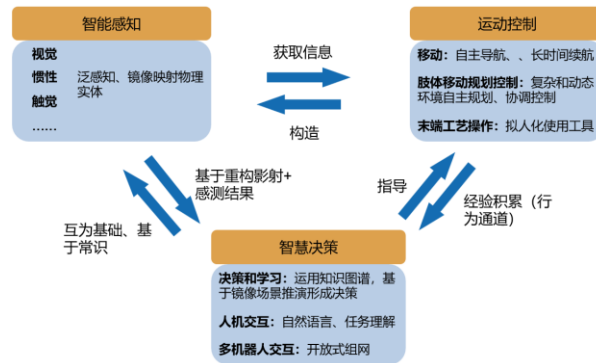 智能感知
视觉
惯性
触觉
……
泛感知、镜像映射物理
实体
获取信息
构造
运动控制
移动：自主导航、、长时间续航
肢体移动规划控制：复杂和动态
环境自主规划、协调控制
末端工艺操作：拟人化使用工具
基于重构影射+
感测结果
互为基础、基
于常识
指导
经验积累（行
为通道）
智慧决策
决策和学习：运用知识图谱，基
于镜像场景推演形成决策
人机交互：自然语言、任务理解
多机器人交互：开放式组网